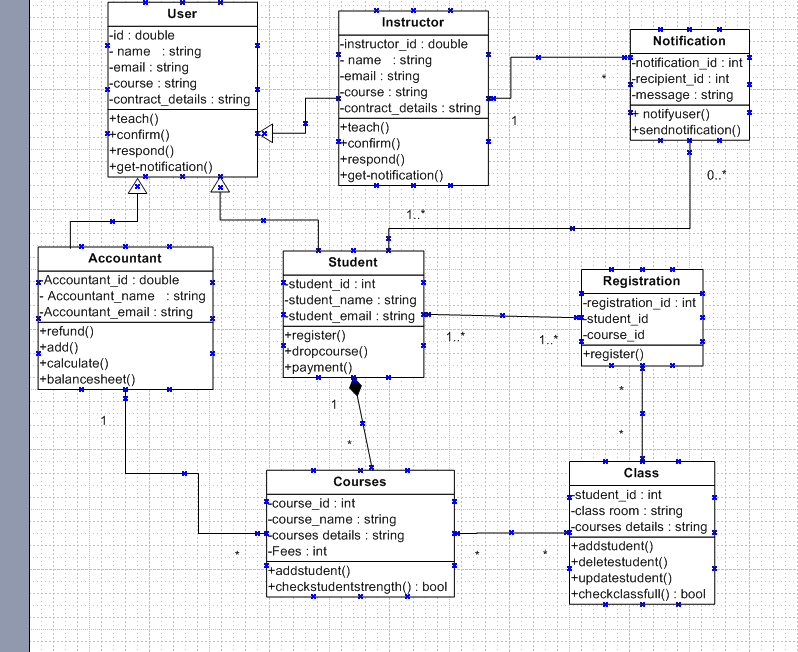 User
-id : double
- name : string
-email : string
-course : string
-contract_details : string
+teach()
+confirm()
+respond()
+get-notification()
Instructor
-instructor_id : double
- name : string
-email : string
-course : string
-contract_details : string
+teach()
+confirm()
+respond()
+get-notification()
Notification
-notification_id : int
-recipient_id : int
-message : string
+ notifyuser()
+sendnotification()
*
1
0..*
1..*
Accountant
-Accountant_id : double
- Accountant_name : string
-Accountant_email : string
+refund()
+add()
+calculate()
+balancesheet()
Student
-student_id : int
-student_name : string
-student_email : string
+register()
+dropcourse()
+payment()
Registration
-registration_id : int
-student_id
-course_id
+register()
1..*
1..*
*
*
1
1
*
Courses
-course_id : int
-course_name : string
-courses details : string
-Fees : int
+addstudent()
+checkstudentstrength() : bool
*
*
*
Class
-student_id : int
-class room : string
-courses details : string
+addstudent()
+deletestudent()
+updatestudent()
+checkclassfull() : bool